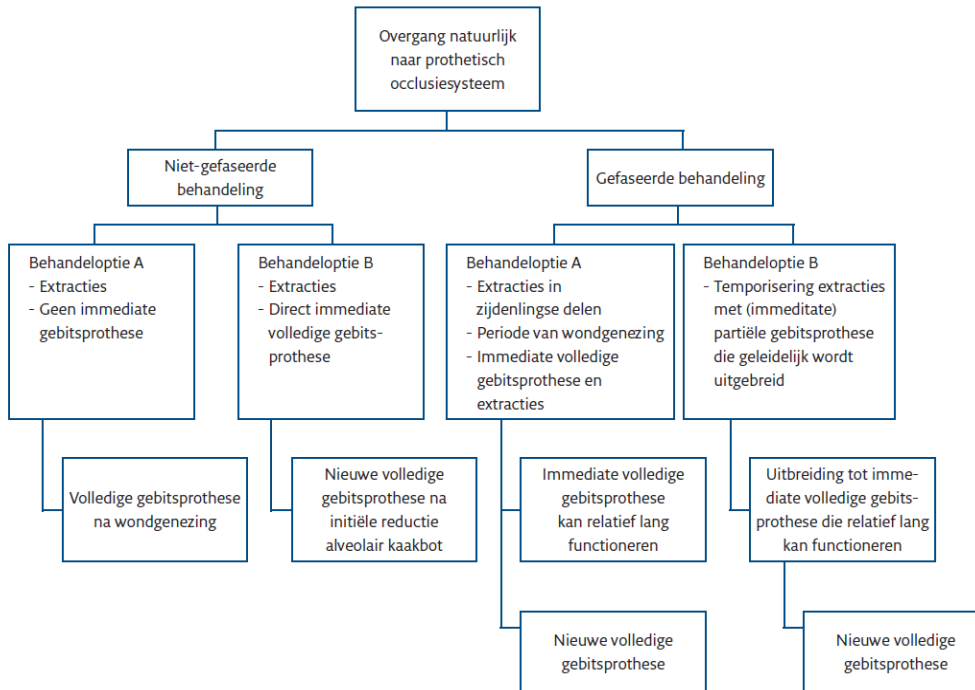 Overgang natuurlijk
naar prothetisch
occlusiesysteem
Niet-gefaseerde
behandeling
Gefaseerde behandeling
Behandeloptie A
- Extracties
- Geen immediate
gebitsprothese
Behandeloptie B
- Extracties
- Direct immediate
volledige gebits-
prothese
Behandeloptie A
- Extracties in
zijdenlingse delen
- Periode van wondgenezing
- Immediate volledige
gebitsprothese en
extracties
Behandeloptie B
- Temporisering extracties
met (immeditate)
partiële gebitsprothese
die geleidelijk wordt
uitgebreid
Volledige gebitsprothese
na wondgenezing
Nieuwe volledige
gebitsprothese na
initiële reductie
alveolair kaakbot
Immediate volledige
gebitsprothese
kan relatief lang
functioneren
Uitbreiding tot imme-
diate volledige gebits-
prothese die relatief lang
kan functioneren
Nieuwe volledige
gebitsprothese
Nieuwe volledige
gebitsprothese